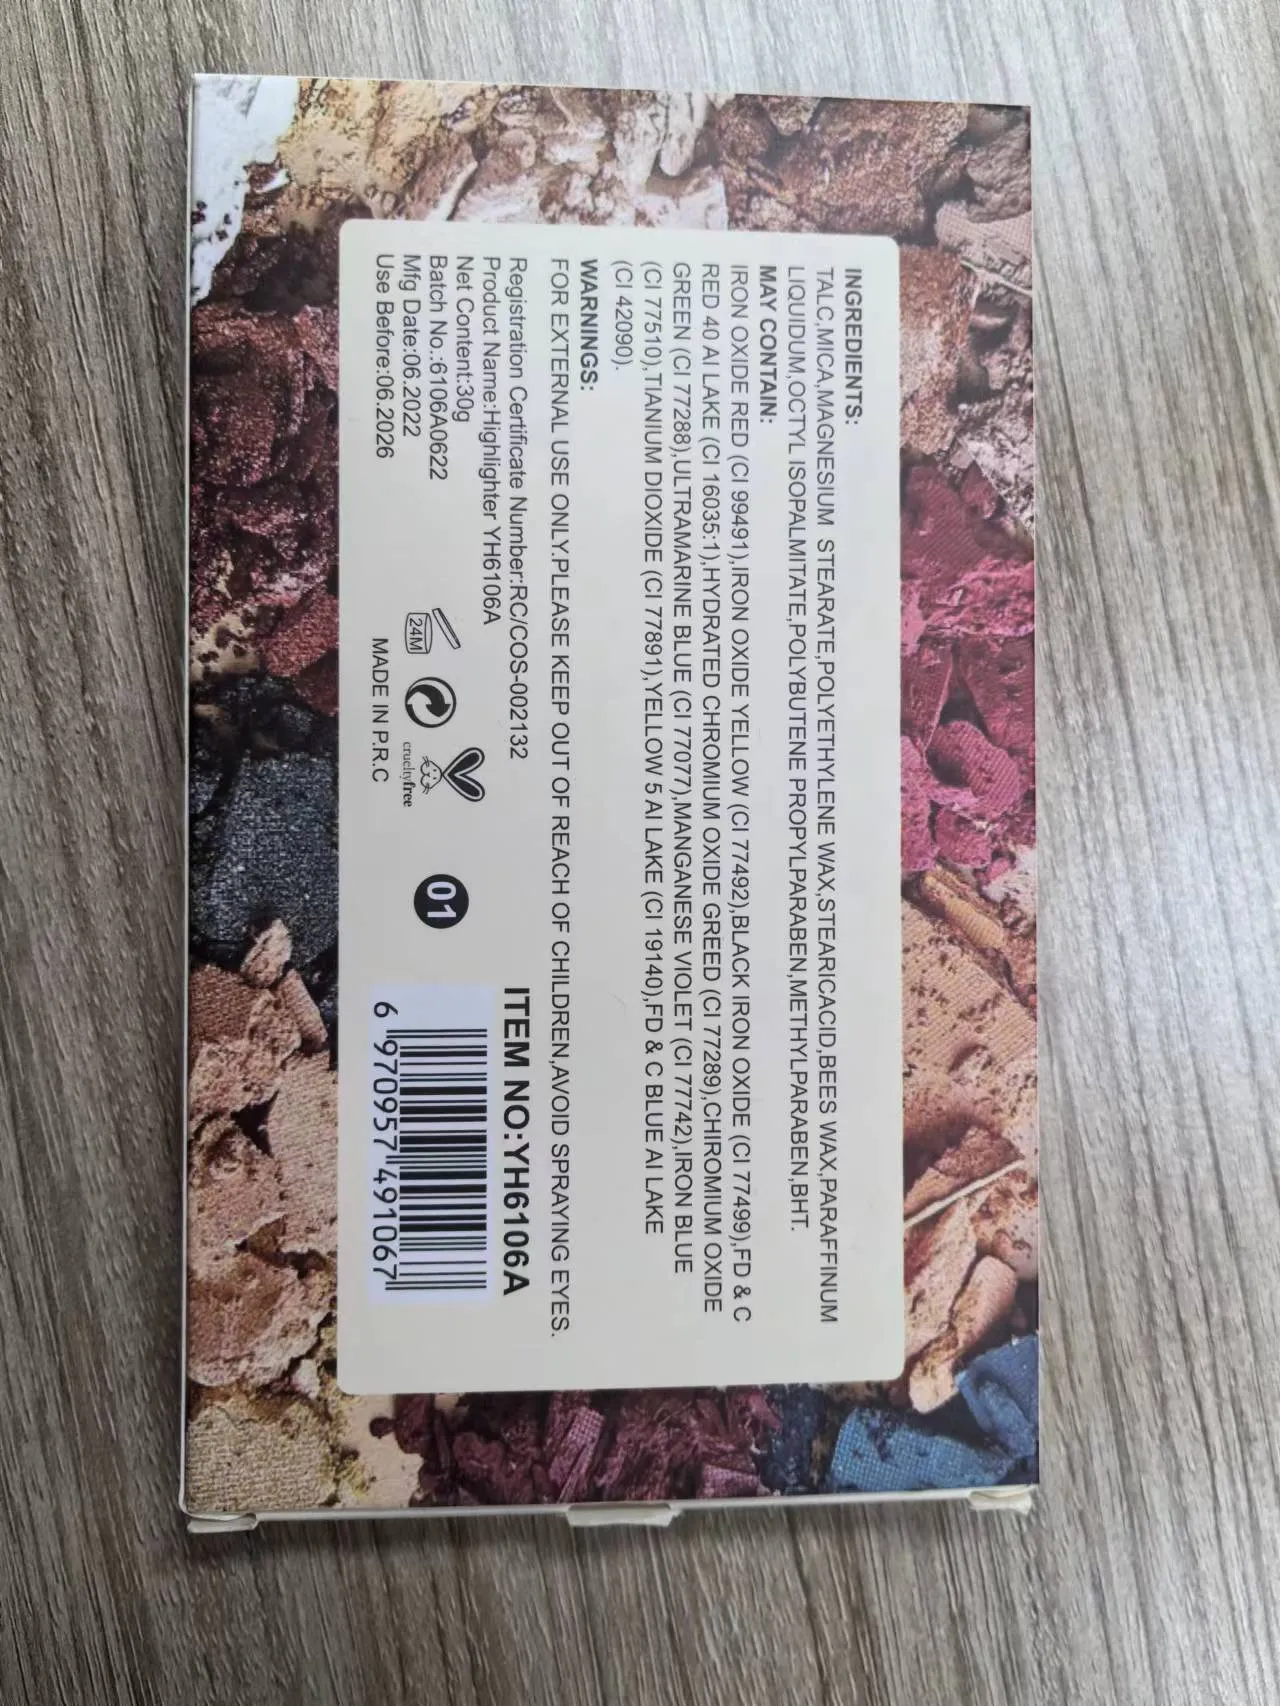 INGREDIENTS:
TALC,MICA,MAGNESIUM STEARATE,POLYETHYLENE WAX,STEARICACID,BEES WAX,PARAFFINUM
LIQUIDUM,OCTYL ISOPALMITATE,POLYBUTENE PROPYLPARABEN,METHYLPARABEN,BHT.
MAY CONTAIN:
IRON OXIDE RED (CI 99491),IRON OXIDE YELLOW (CI 77492),BLACK IRON OXIDE (CI 77499),FD & C
RED 40 AI LAKE (CI 16035:1),HYDRATED CHROMIUM OXIDE GREED (CI 77289),CHIROMIUM OXIDE
GREEN (CI 77288),ULTRAMARINE BLUE (CI 77077),MANGANESE VIOLET (CI 77742),IRON BLUE
(CI 77510),TIANIUM DIOXIDE (CI 77891),YELLOW 5 AI LAKE (CI 19140),FD & C BLUE AI LAKE
(CI 42090).
WARNINGS:
FOR EXTERNAL USE ONLY.PLEASE KEEP OUT OF REACH OF CHILDREN,AVOID SPRAYING EYES.
Registration Certificate Number:RC/COS-002132
Product Name:Highlighter YH6106A
Net Content:30g
Batch No.:6106A0622
Mfg Date:06.2022
Use Before:06.2026
24M
crueltyfree
MADE IN P.R.C
01
ITEM NO:YH6106A
6 970957 491067